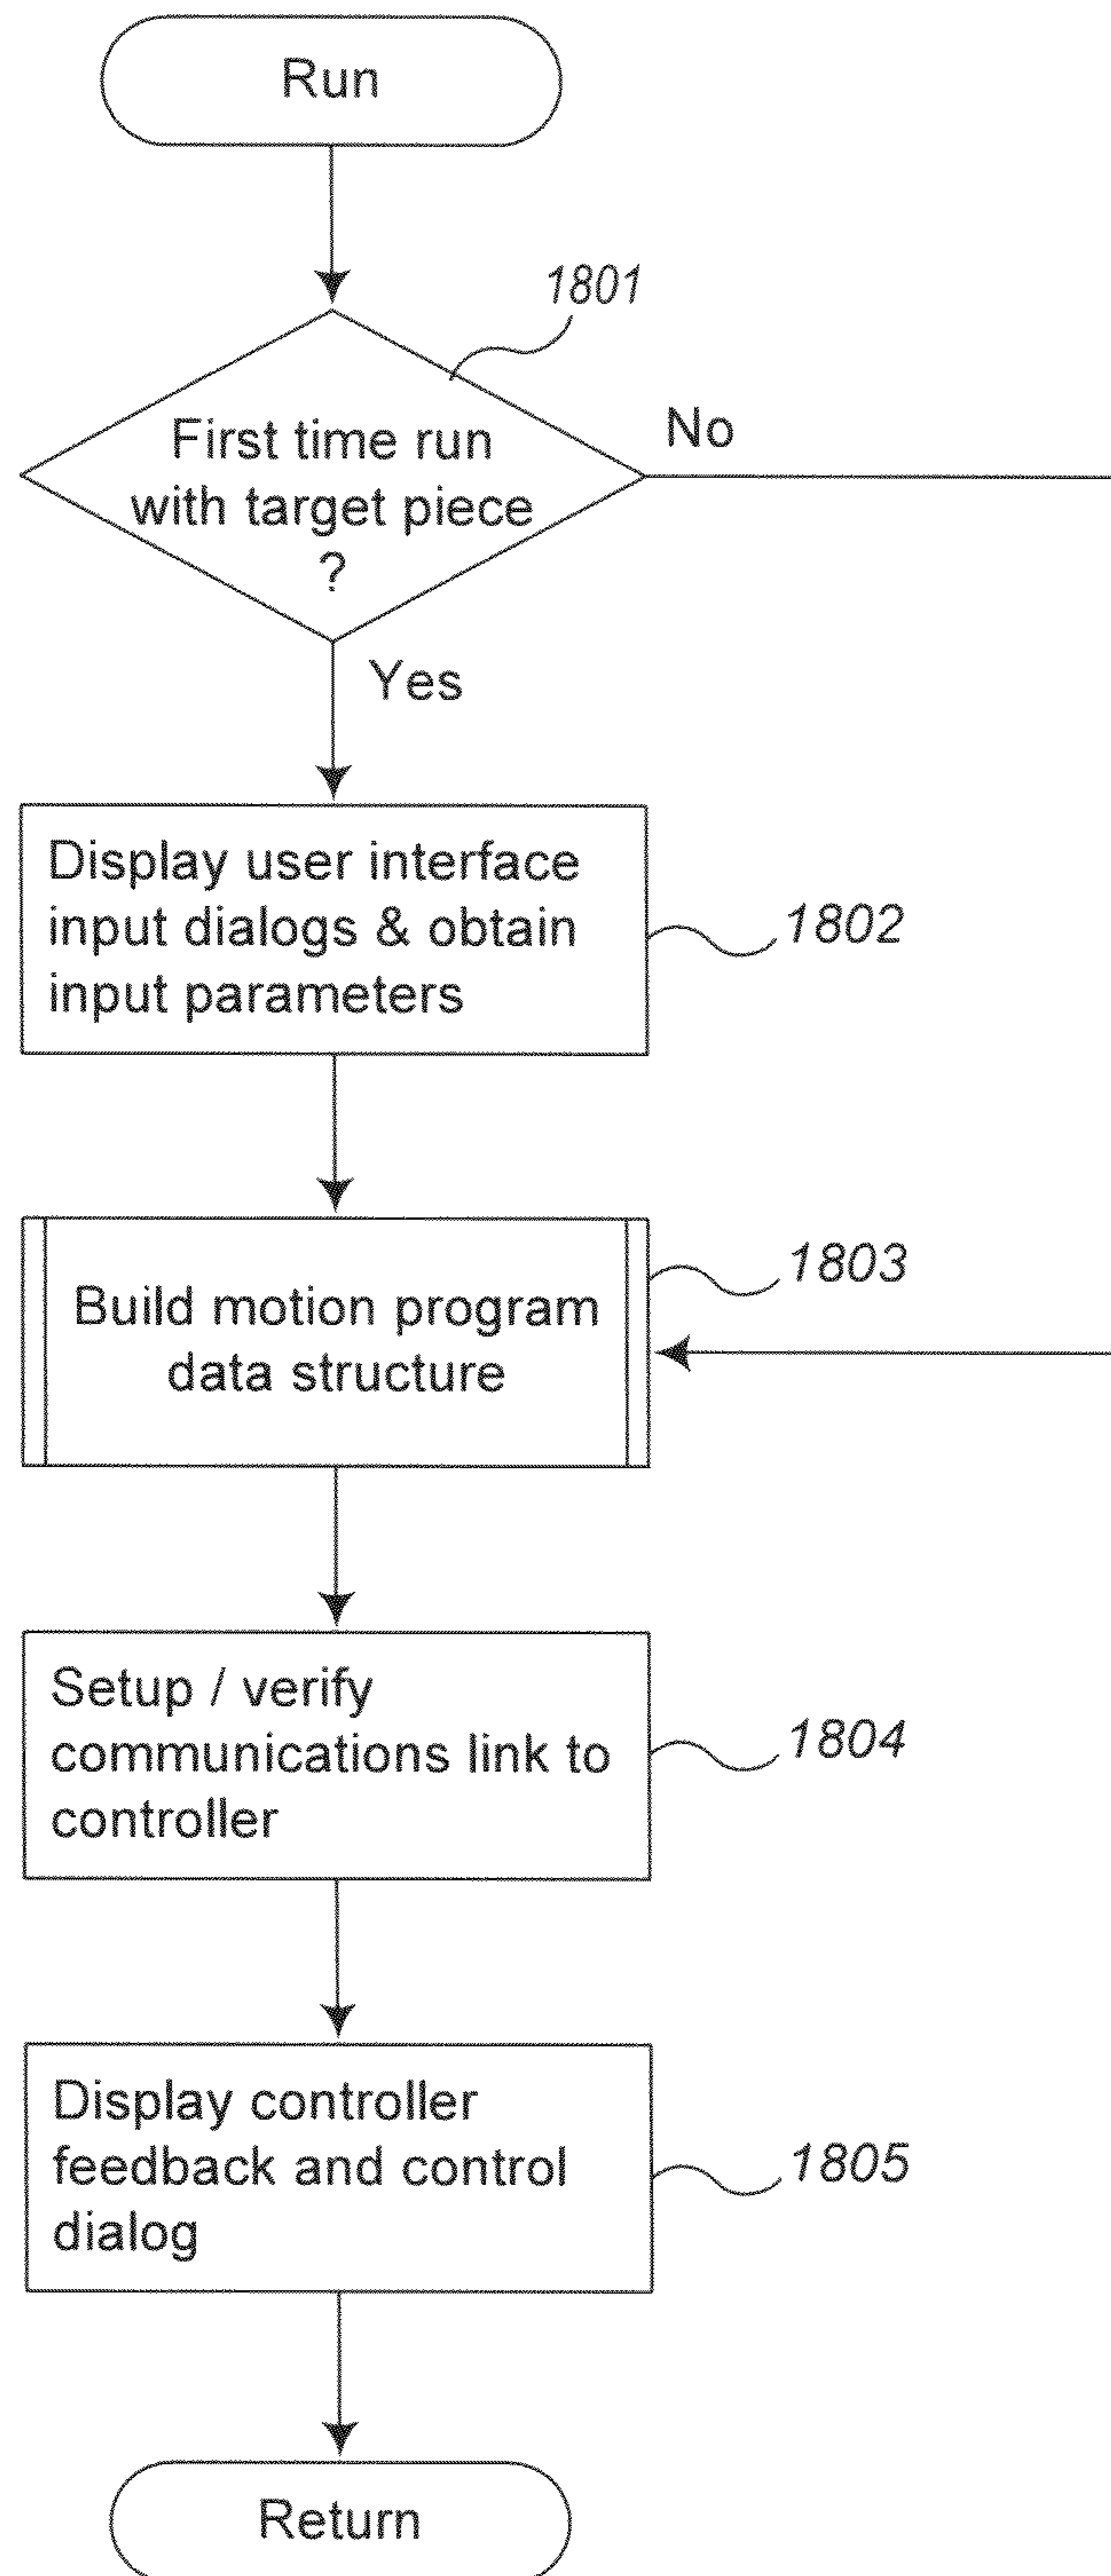 Run
1801
First time run
with target piece
?
No
Yes
Display user interface
input dialogs & obtain
input parameters
1802
Build motion program
data structure
1803
Setup / verify
communications link to
controller
1804
Display controller
feedback and control
dialog
1805
Return